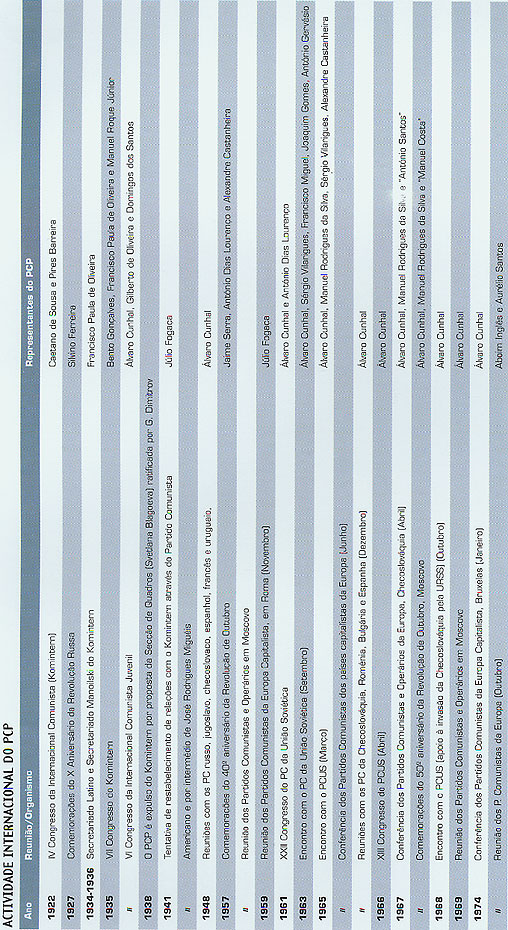 ACTIVIDADE INTERNACIONAL DO PCP
Ano Reunião/Organismo Representantes do PCP
1922 IV Congresso da Internacional Comunista (Komintern) Caetano de Sousa e Pires Barreira
1927 Comemorações do X Aniversário da Revolução Russa Silvino Ferreira
1934-1936 Secretariado Latino e Secretariado Manoilski do Komintern Francisco Paula de Oliveira
1935 VII Congresso do Komintern Bento Gonçalves, Francisco Paula de Oliveira e Manuel Roque Júnior
" VI Congresso da Internacional Comunista Juvenil Álvaro Cunhal, Gilberto de Oliveira e Domingos dos Santos
1938 O PCP é expulso do Komintern por proposta da Secção de Quadros (Svetlana Blagoeva) ratificada por G. Dimitrov
1941 Tentativa de restabelecimento de relações com o Komintern através do Partido Comunista Júlio Fogaça
Americano e por intermédio de José Rodrigues Miguéis
1948 Reuniões com os PC russo, jugoslavo, checoslovaco, espanhol, francês e uruguaio. Álvaro Cunhal
1957 Comemorações do 40º aniversário da Revolução de Outubro Jaime Serra, António Dias Lourenço e Alexandre Castanheira
" Reunião dos Partidos Comunistas e Operários em Moscovo
1959 Reunião dos Partidos Comunistas da Europa Capitalista, em Roma (Novembro) Júlio Fogaça
1961 XXII Congresso do PC da União Soviética Álvaro Cunhal e António Dias Lourenço
1963 Encontro com o PC da União Soviética (Setembro) Álvaro Cunhal, Sérgio Vilarigues, Francisco Miguel, Joaquim Gomes, António Gervásio
1965 Encontro com o PCUS (Março) Álvaro Cunhal, Manuel Rodrigues da Silva, Sérgio Vilarigues, Alexandre Castanheira
" Conferência dos Partidos Comunistas dos países capitalistas da Europa (Junho)
" Reuniões com os PC da Checoslováquia, Roménia, Bulgária e Espanha (Dezembro) Álvaro Cunhal
1966 XIII Congresso do PCUS (Abril) Álvaro Cunhal
1967 Conferência dos Partidos Comunistas e Operários da Europa, Checoslováquia (Abril) Álvaro Cunhal, Manuel Rodrigues da Silva e "António Santos"
" Comemorações do 50º aniversário da Revolução de Outubro, Moscovo Álvaro Cunhal, Manuel Rodrigues da Silva e "Manuel Costa"
1968 Encontro com o PCUS (apoio à invasão da Checoslováquia pela URSS) (Outubro) Álvaro Cunhal
1969 Reunião dos Partidos Comunistas e Operários em Moscovo Álvaro Cunhal
1974 Conferência dos Partidos Comunistas da Europa Capitalista, Bruxelas (Janeiro) Álvaro Cunhal
" Reunião dos P. Comunistas da Europa (Outubro) Aboim Inglês e Aurélio Santos